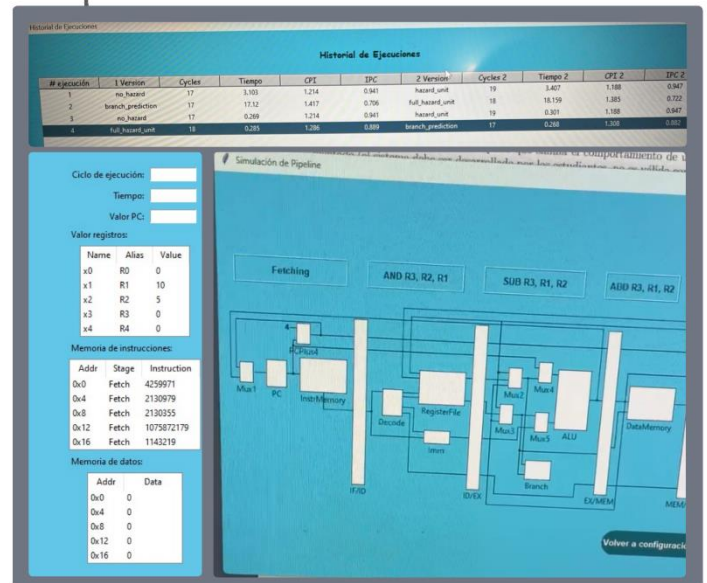 Historial de Ejecuciones
Historial de Ejecuciones
# ejecución 1 Version Cycles Tiempo CPI IPC 2 Version Cycles 2 Tiempo 2 CPI 2 IPC 2
1 no_hazard 17 3.103 1.214 0.941 hazard_unit 19 3.407 1.188 0.947
2 branch_prediction 17 17.12 1.417 0.706 full_hazard_unit 18 18.159 1.385 0.722
3 no_hazard 17 0.269 1.214 0.941 hazard_unit 19 0.301 1.188 0.947
4 full_hazard_unit 18 0.285 1.286 0.889 branch_prediction 17 0.268 1.308 0.882
Ciclo de ejecución:
Tiempo:
Valor PC:
Valor registros:
Name Alias Value
x0 R0 0
x1 R1 10
x2 R2 5
x3 R3 0
x4 R4 0
Memoria de instrucciones:
Addr Stage Instruction
0x0 Fetch 4259971
0x4 Fetch 2130979
0x8 Fetch 2130355
0x12 Fetch 1075872179
0x16 Fetch 1143219
Memoria de datos:
Addr Data
0x0 0
0x4 0
0x8 0
0x12 0
0x16 0
el comportamiento de
Simulación de Pipeline
Fetching
AND R3, R2, R1
SUB R3, R1, R2
ADD R3, R1, R2
4
PCPlus4
Mux1
PC
InstrMemory
Decode
RegisterFile
Mux2
Mux4
Mux3
Mux5
ALU
DataMemory
Branch
IF/ID
ID/EX
EX/MEM
MEM/
Volver a configuraci